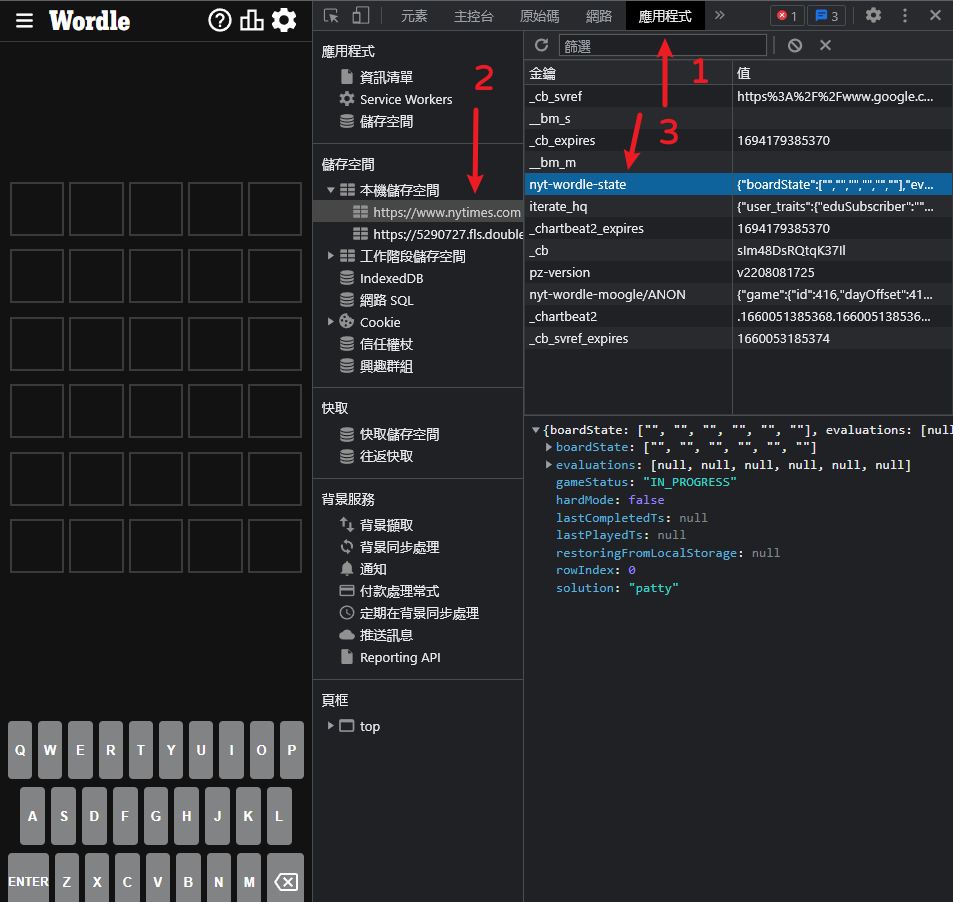 Wordle
元素 主控台 原始碼 網路 應用程式 1 3
應用程式
資訊清單
Service Workers
儲存空間
儲存空間
本機儲存空間
https://www.nytimes.com
https://5290727.fls.double
工作階段儲存空間
IndexedDB
網路 SQL
Cookie
信任權杖
興趣群組
快取
快取儲存空間
往返快取
背景服務
背景擷取
背景同步處理
通知
付款處理常式
定期在背景同步處理
推送訊息
Reporting API
頁框
top
1
2
3
篩選
金鑰 值
_cb_svref https%3A%2F%2Fwww.google.c...
__bm_s
_cb_expires 1694179385370
__bm_m
nyt-wordle-state {"boardState":["","","","","",""],"ev...
iterate_hq {"user_traits":{"eduSubscriber":""...
_chartbeat2_expires 1694179385370
_cb sIm48DsRQtqK37Il
pz-version v2208081725
nyt-wordle-moogle/ANON {"game":{"id":416,"dayOffset":41...
_chartbeat2 .1660051385368.166005138536...
_cb_svref_expires 1660053185374
{boardState: ["", "", "", "", "", ""], evaluations: [null
boardState: ["", "", "", "", "", ""]
evaluations: [null, null, null, null, null, null]
gameStatus: "IN_PROGRESS"
hardMode: false
lastCompletedTs: null
lastPlayedTs: null
restoringFromLocalStorage: null
rowIndex: 0
solution: "patty"
Q W E R T Y U I O P
A S D F G H J K L
ENTER Z X C V B N M